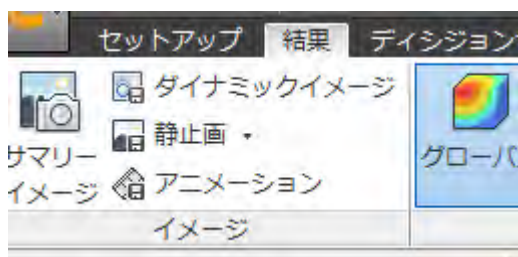 セットアップ 結果 ディシジョン
サマリー
イメージ
ダイナミックイメージ
静止画
アニメーション
グローバ
イメージ